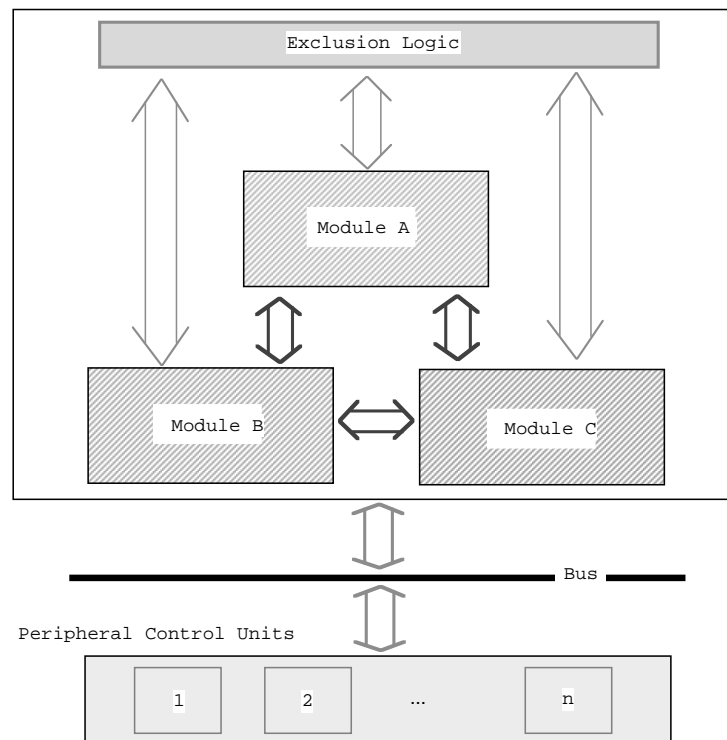 Exclusion Logic
Module A
Module B
Module C
Bus
Peripheral Control Units
1
2
...
n